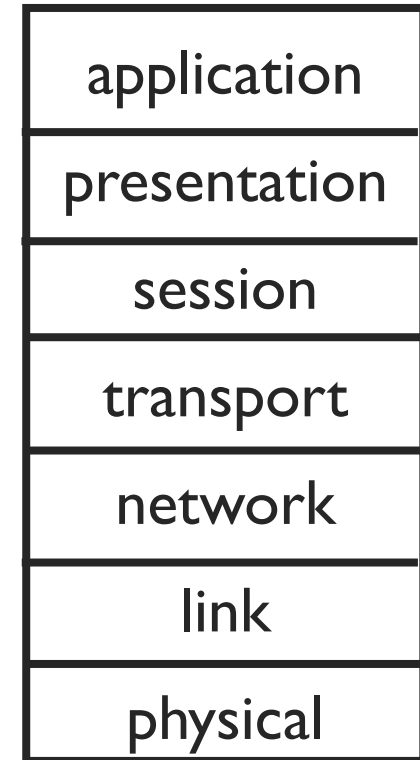 application
presentation
session
transport
network
link
physical